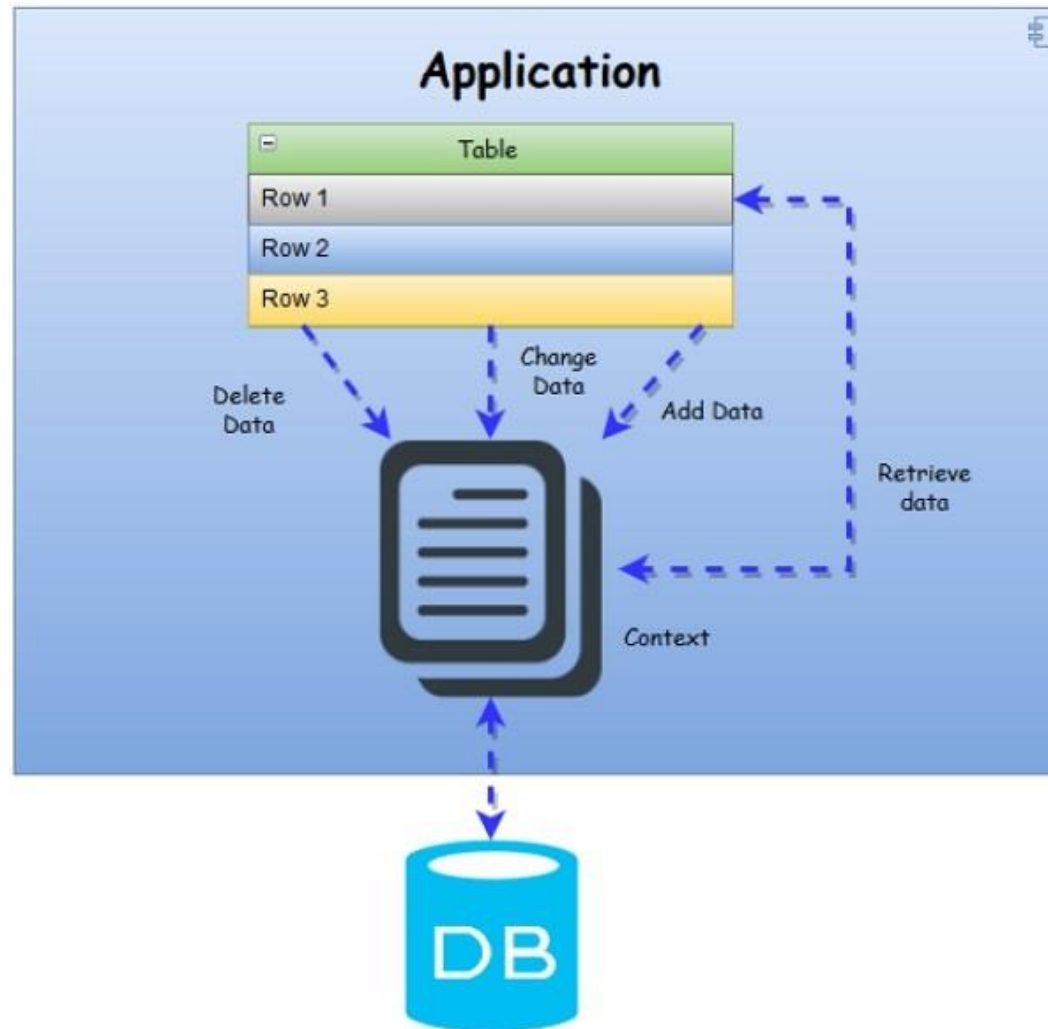 Application
Table
Row 1
Row 2
Row 3
Delete
Data
Change
Data
Add Data
Retrieve
data
Context
DB